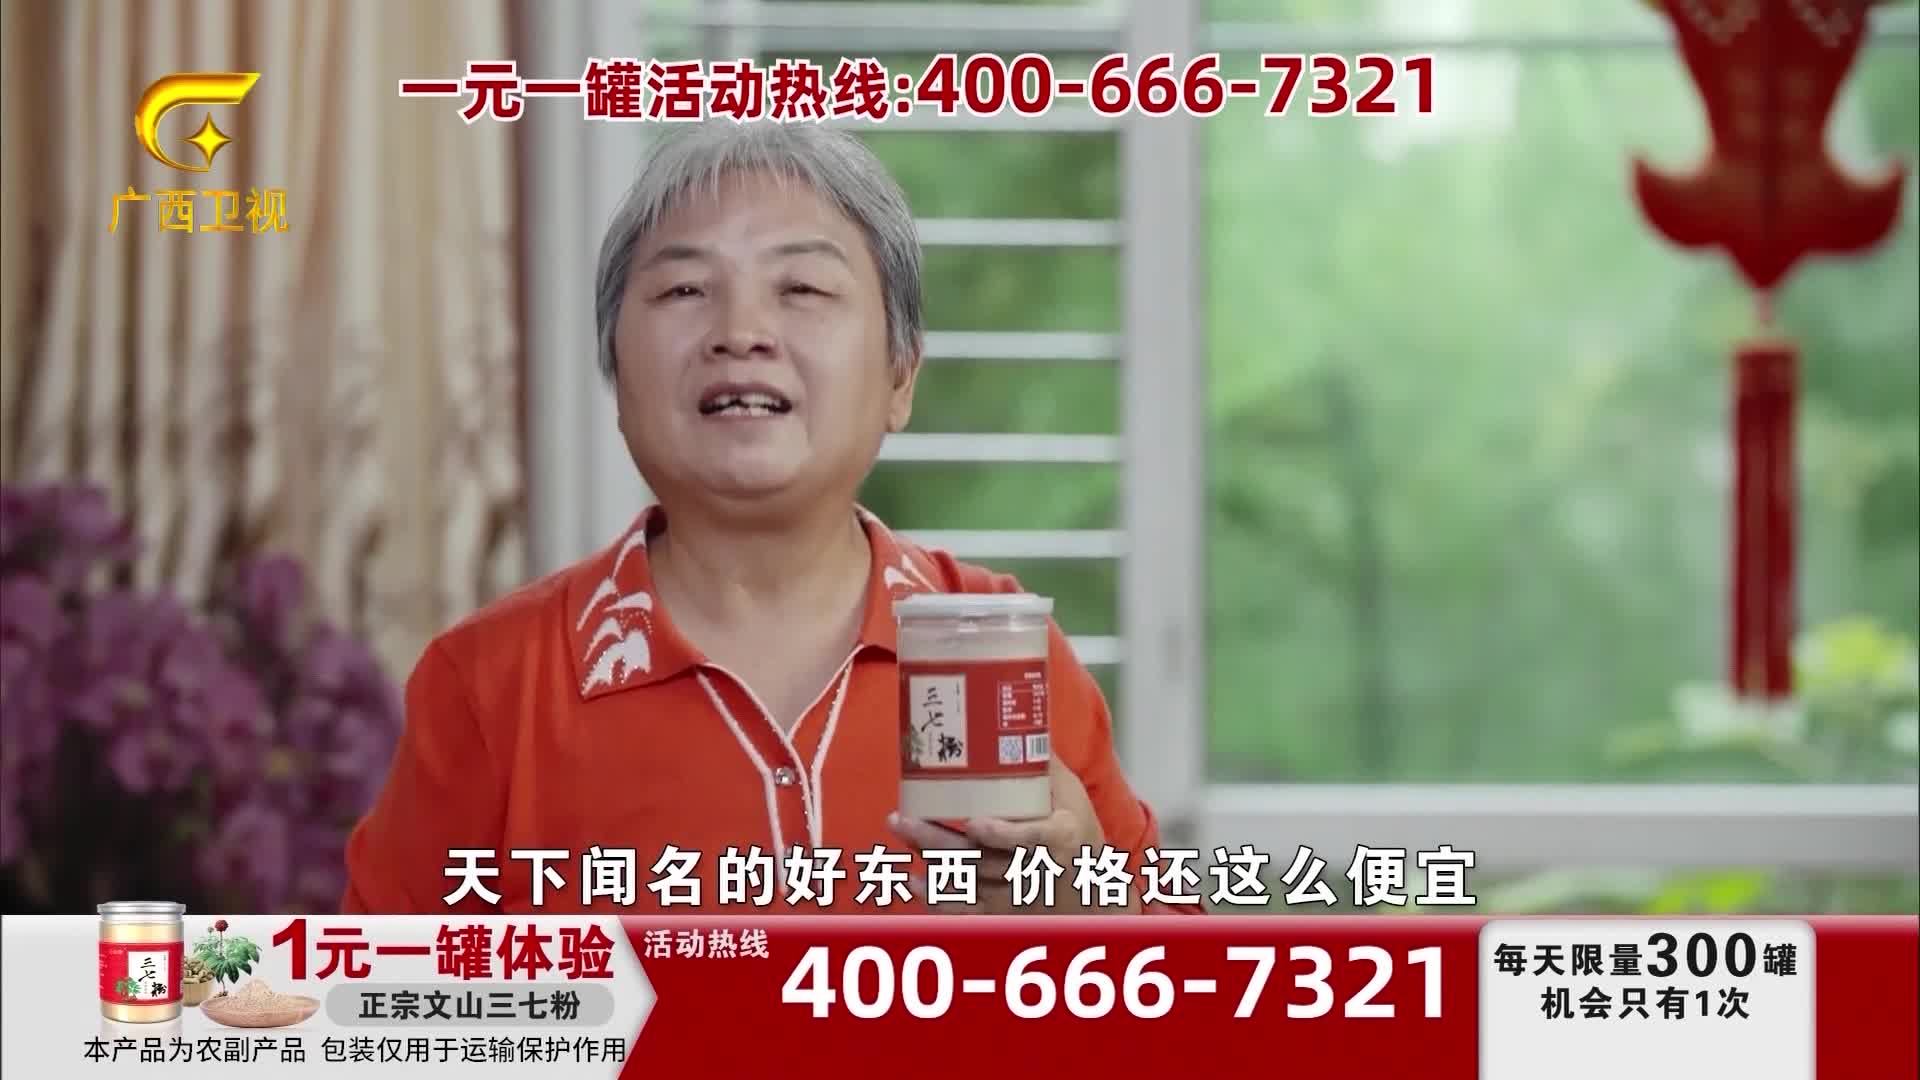 一元一罐活动热线:400-666-7321
广西卫视
三七粉
天下闻名的好东西 价格还这么便宜
1元一罐体验
正宗文山三七粉
本产品为农副产品 包装仅用于运输保护作用
活动热线
400-666-7321
每天限量300罐
机会只有1次
三七粉